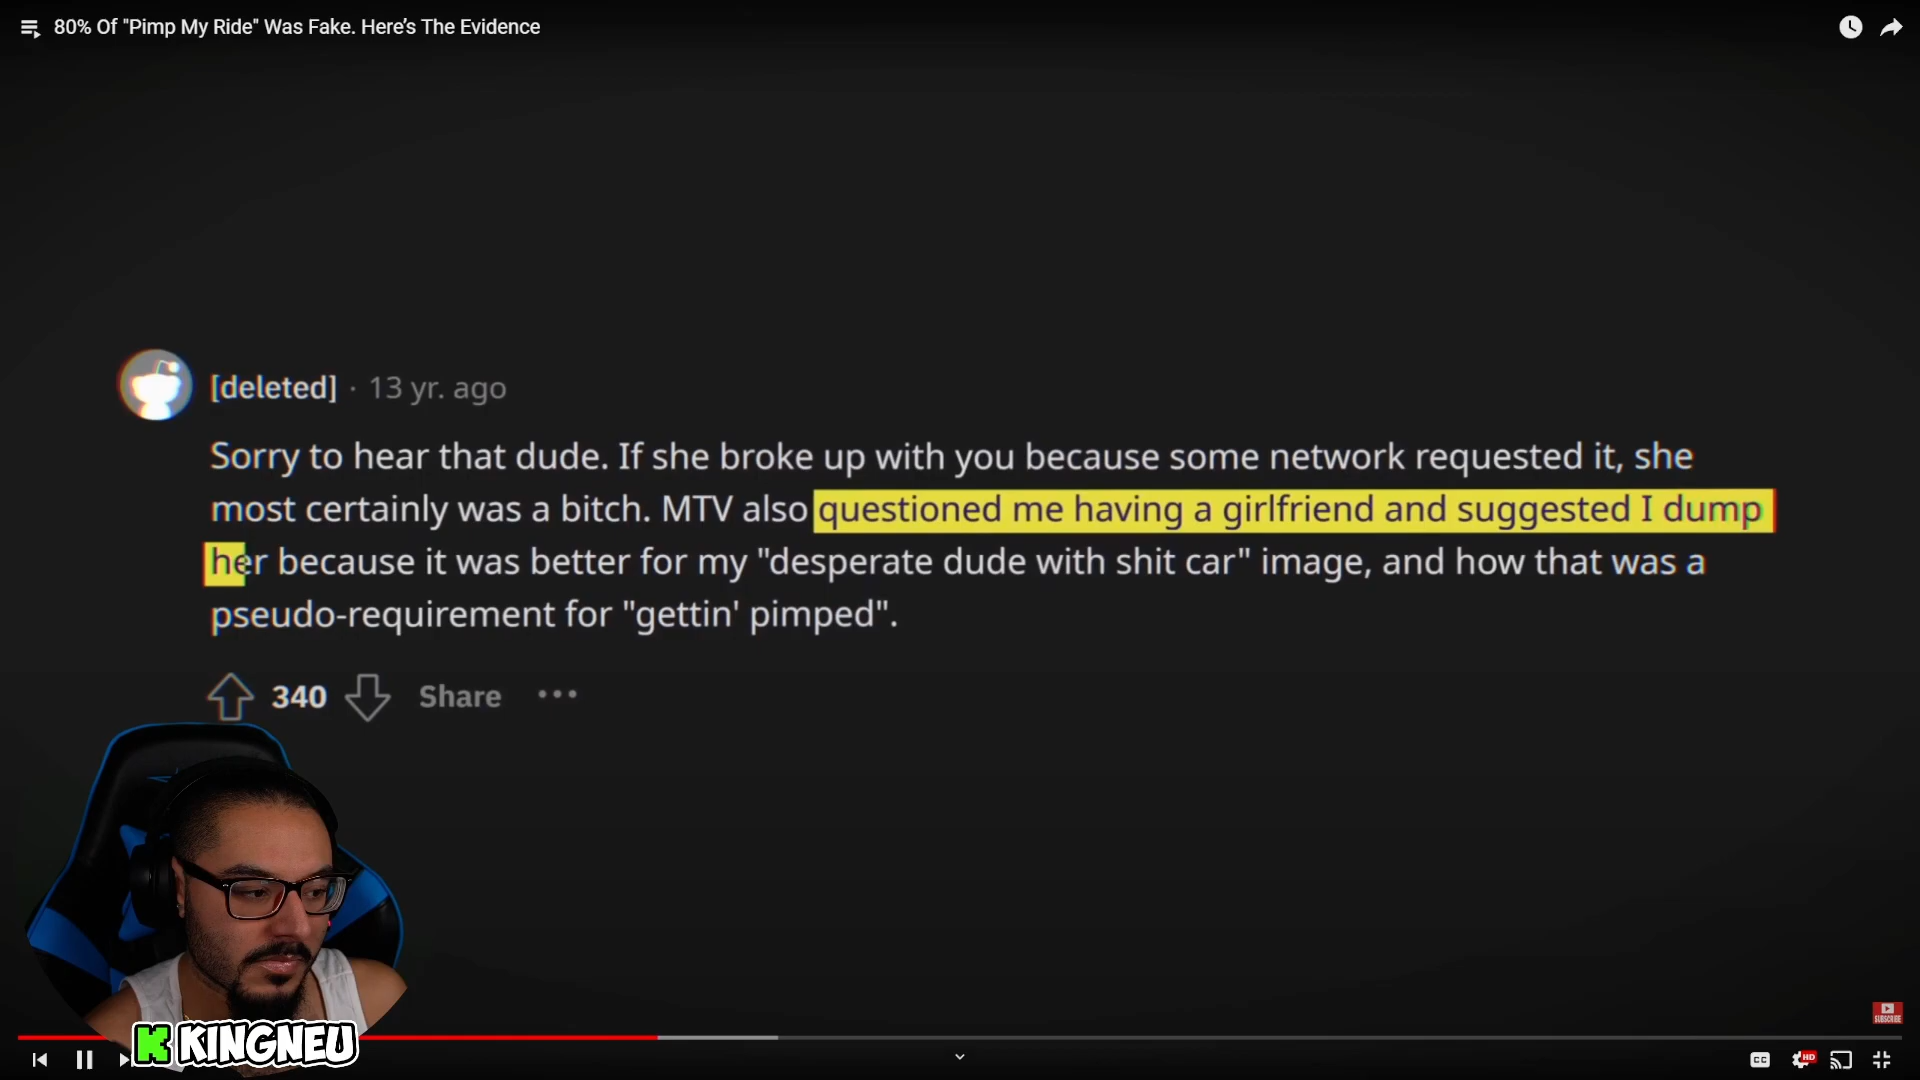 80% Of "Pimp My Ride" Was Fake. Here’s The Evidence
[deleted] · 13 yr. ago
Sorry to hear that dude. If she broke up with you because some network requested it, she
most certainly was a bitch. MTV also questioned me having a girlfriend and suggested I dump
her because it was better for my "desperate dude with shit car" image, and how that was a
pseudo-requirement for "gettin' pimped".
340 Share ···
SUBSCRIBE
K KINGNEU
CC HD